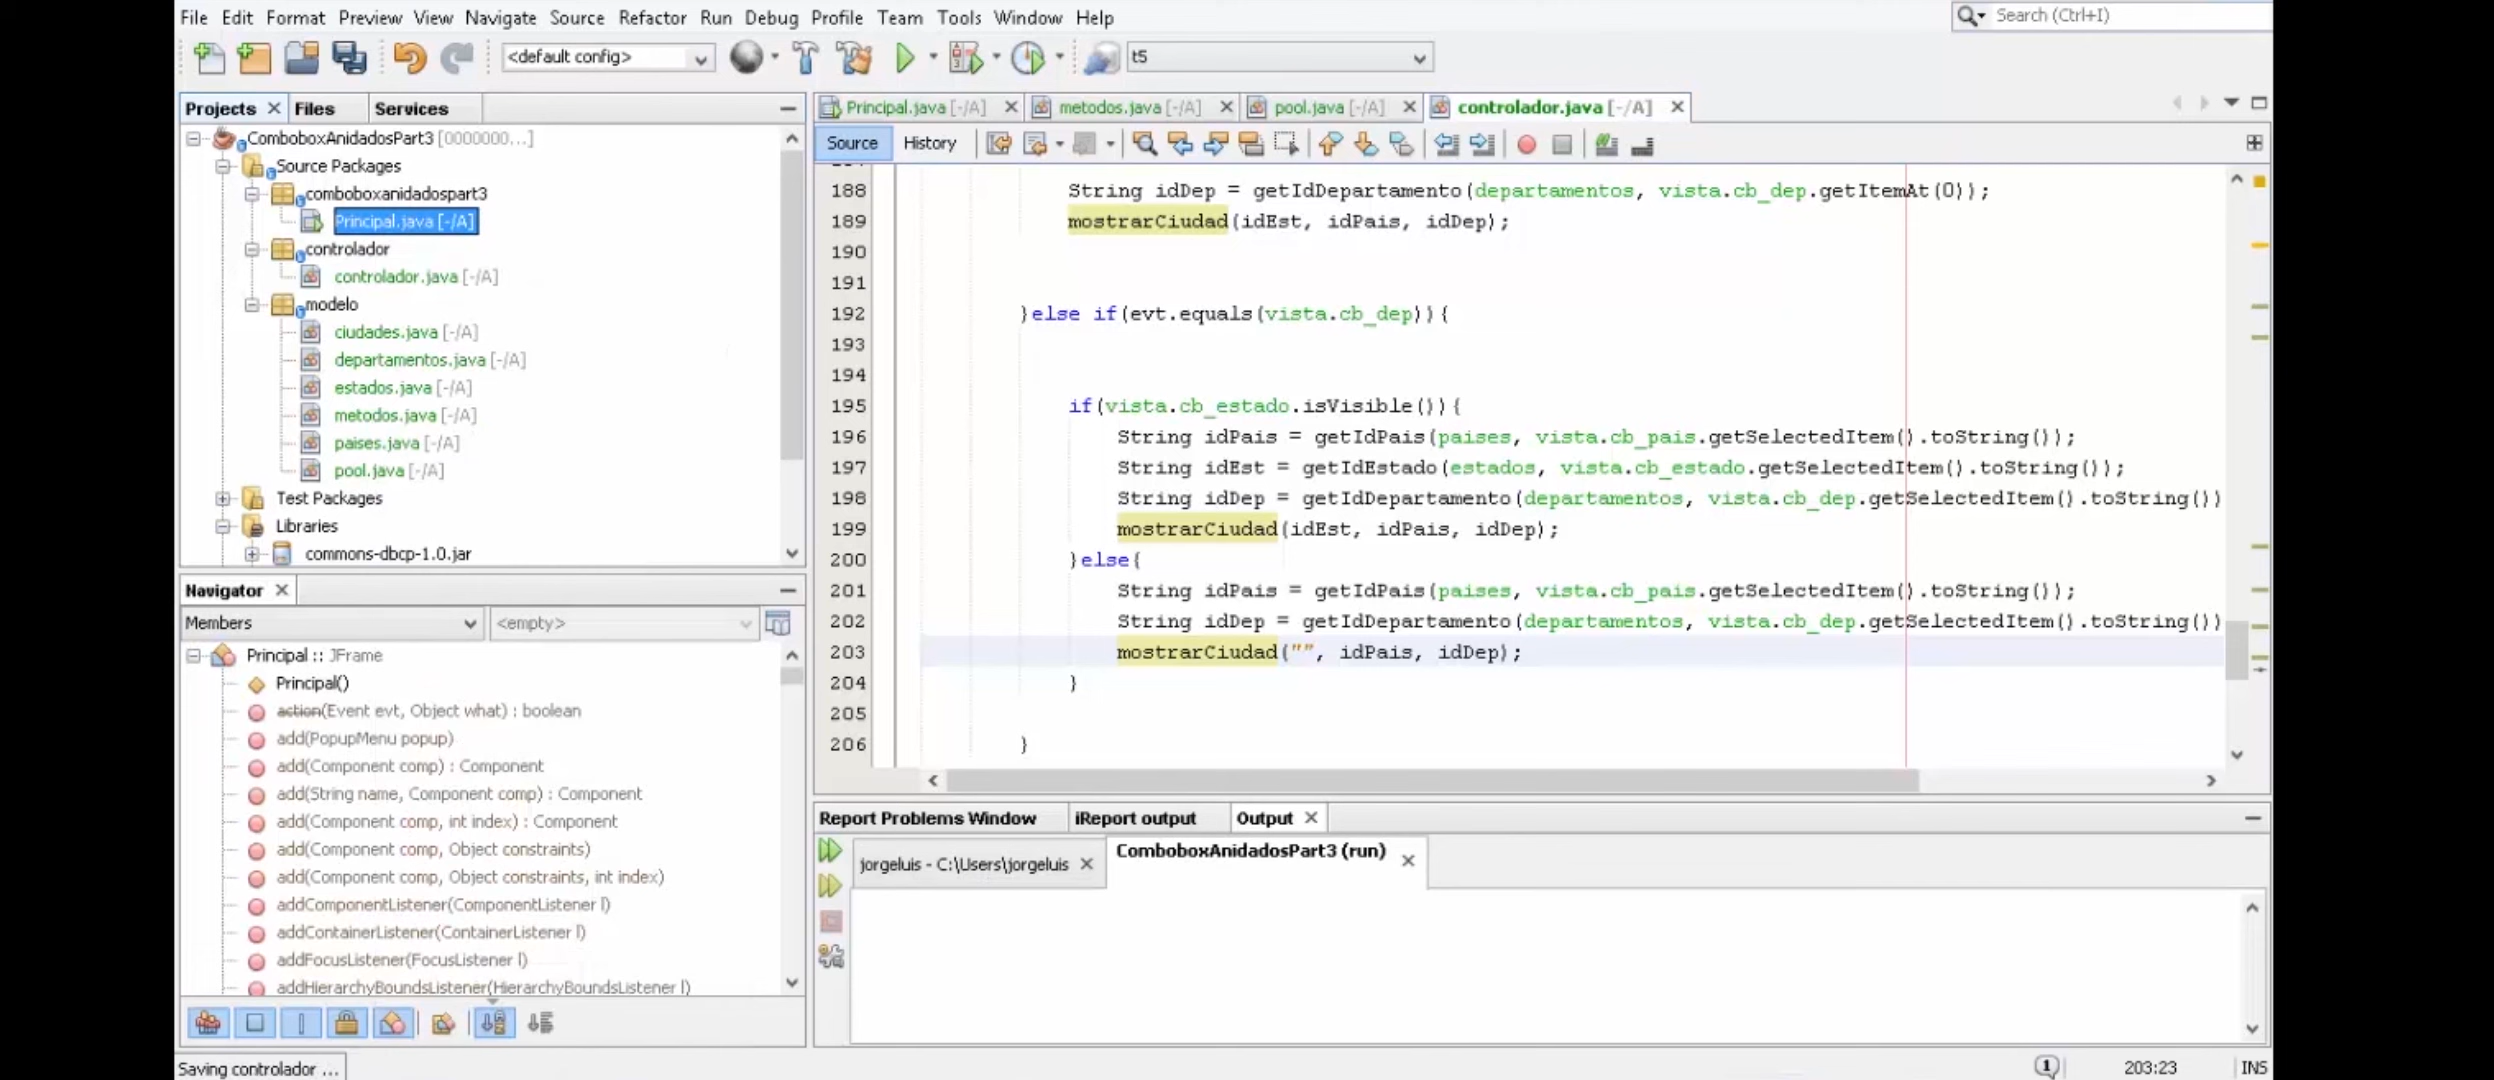 File Edit Format Preview View Navigate Source Refactor Run Debug Profile Team Tools Window Help
Search (Ctrl+I)
<default config>
t5
Projects Files Services
ComboboxAnidadosPart3 [0000000...]
Source Packages
comboboxanidadospart3
Principal.java [-/A]
controlador
controlador.java [-/A]
modelo
ciudades.java [-/A]
departamentos.java [-/A]
estados.java [-/A]
metodos.java [-/A]
paises.java [-/A]
pool.java [-/A]
Test Packages
Libraries
commons-dbcp-1.0.jar
Navigator
Members <empty>
Principal :: JFrame
Principal()
action(Event evt, Object what) : boolean
add(PopupMenu popup)
add(Component comp) : Component
add(String name, Component comp) : Component
add(Component comp, int index) : Component
add(Component comp, Object constraints)
add(Component comp, Object constraints, int index)
addComponentListener(ComponentListener l)
addContainerListener(ContainerListener l)
addFocusListener(FocusListener l)
addHierarchyBoundsListener(HierarchyBoundsListener l)
Principal.java [-/A] metodos.java [-/A] pool.java [-/A] controlador.java [-/A]
Source History
188 String idDep = getIdDepartamento(departamentos, vista.cb_dep.getItemAt(0));
189 mostrarCiudad(idEst, idPais, idDep);
190
191
192 }else if(evt.equals(vista.cb_dep)){
193
194
195 if(vista.cb_estado.isVisible()){
196 String idPais = getIdPais(paises, vista.cb_pais.getSelectedItem().toString());
197 String idEst = getIdEstado(estados, vista.cb_estado.getSelectedItem().toString());
198 String idDep = getIdDepartamento(departamentos, vista.cb_dep.getSelectedItem().toString())
199 mostrarCiudad(idEst, idPais, idDep);
200 }else{
201 String idPais = getIdPais(paises, vista.cb_pais.getSelectedItem().toString());
202 String idDep = getIdDepartamento(departamentos, vista.cb_dep.getSelectedItem().toString())
203 mostrarCiudad("", idPais, idDep);
204 }
205
206 }
Report Problems Window iReport output Output
jorgeluis - C:\Users\jorgeluis ComboboxAnidadosPart3 (run)
Saving controlador ...
1 203:23 INS